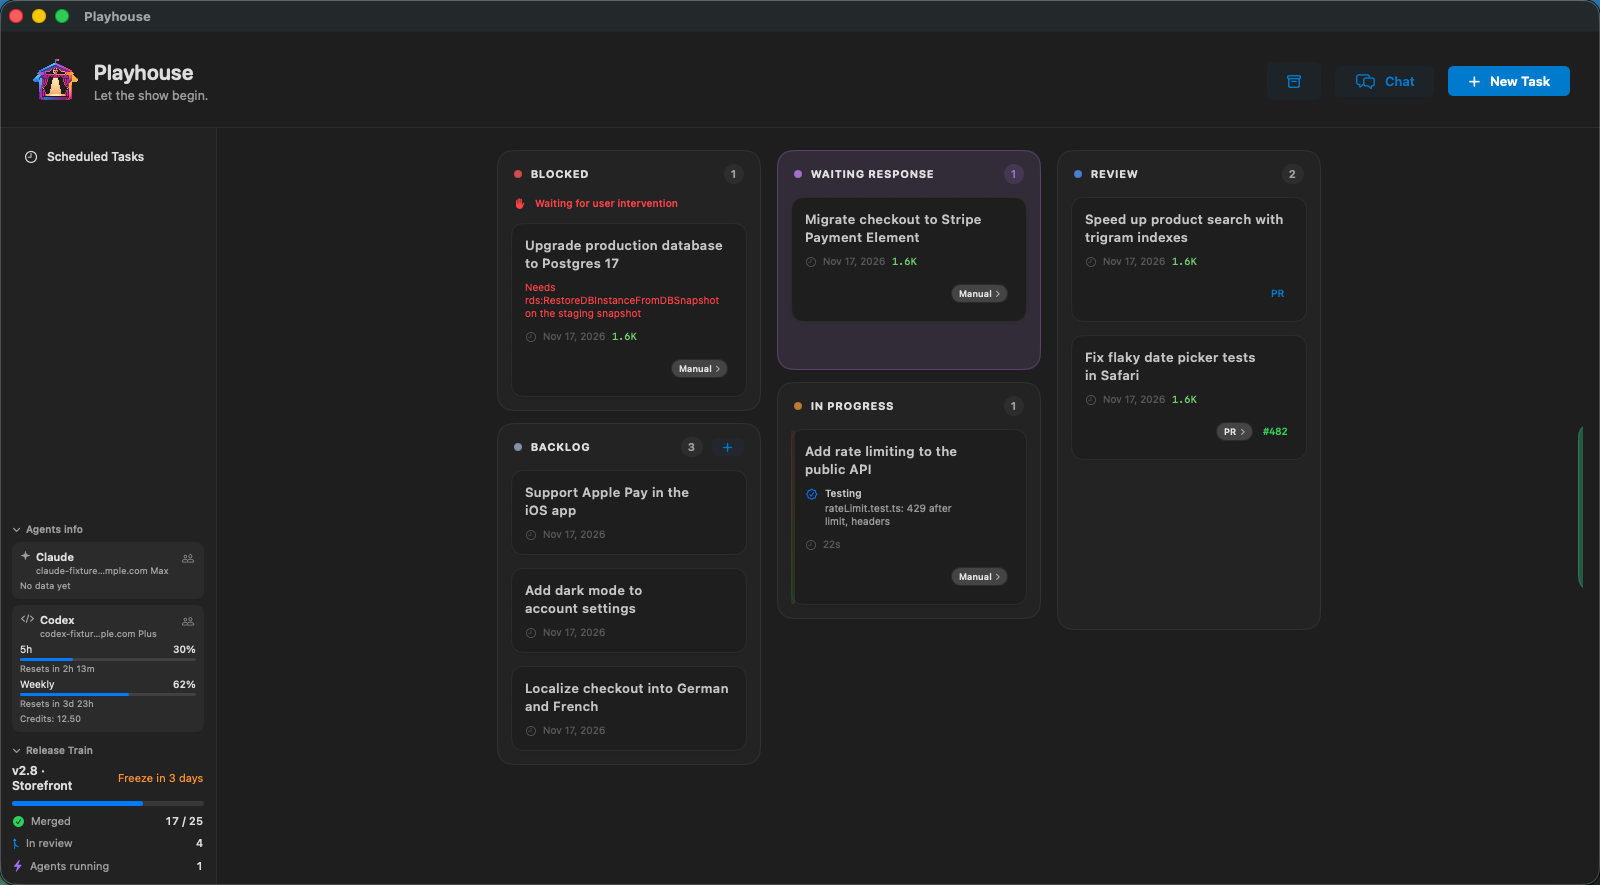 Playhouse
Playhouse
Let the show begin.
Chat
+ New Task
Scheduled Tasks
Agents info
Claude
claude-fixture...mple.com Max
No data yet
Codex
codex-fixtur...ple.com Plus
5h 30%
Resets in 2h 13m
Weekly 62%
Resets in 3d 23h
Credits: 12.50
Release Train
v2.8 ·
Storefront
Freeze in 3 days
Merged 17 / 25
In review 4
Agents running 1
BLOCKED 1
Waiting for user intervention
Upgrade production database
to Postgres 17
Needs
rds:RestoreDBInstanceFromDBSnapshot
on the staging snapshot
Nov 17, 2026 1.6K
Manual >
BACKLOG 3 +
Support Apple Pay in the
iOS app
Nov 17, 2026
Add dark mode to
account settings
Nov 17, 2026
Localize checkout into German
and French
Nov 17, 2026
WAITING RESPONSE 1
Migrate checkout to Stripe
Payment Element
Nov 17, 2026 1.6K
Manual >
IN PROGRESS 1
Add rate limiting to the
public API
Testing
rateLimit.test.ts: 429 after
limit, headers
22s
Manual >
REVIEW 2
Speed up product search with
trigram indexes
Nov 17, 2026 1.6K
PR
Fix flaky date picker tests
in Safari
Nov 17, 2026 1.6K
PR > #482